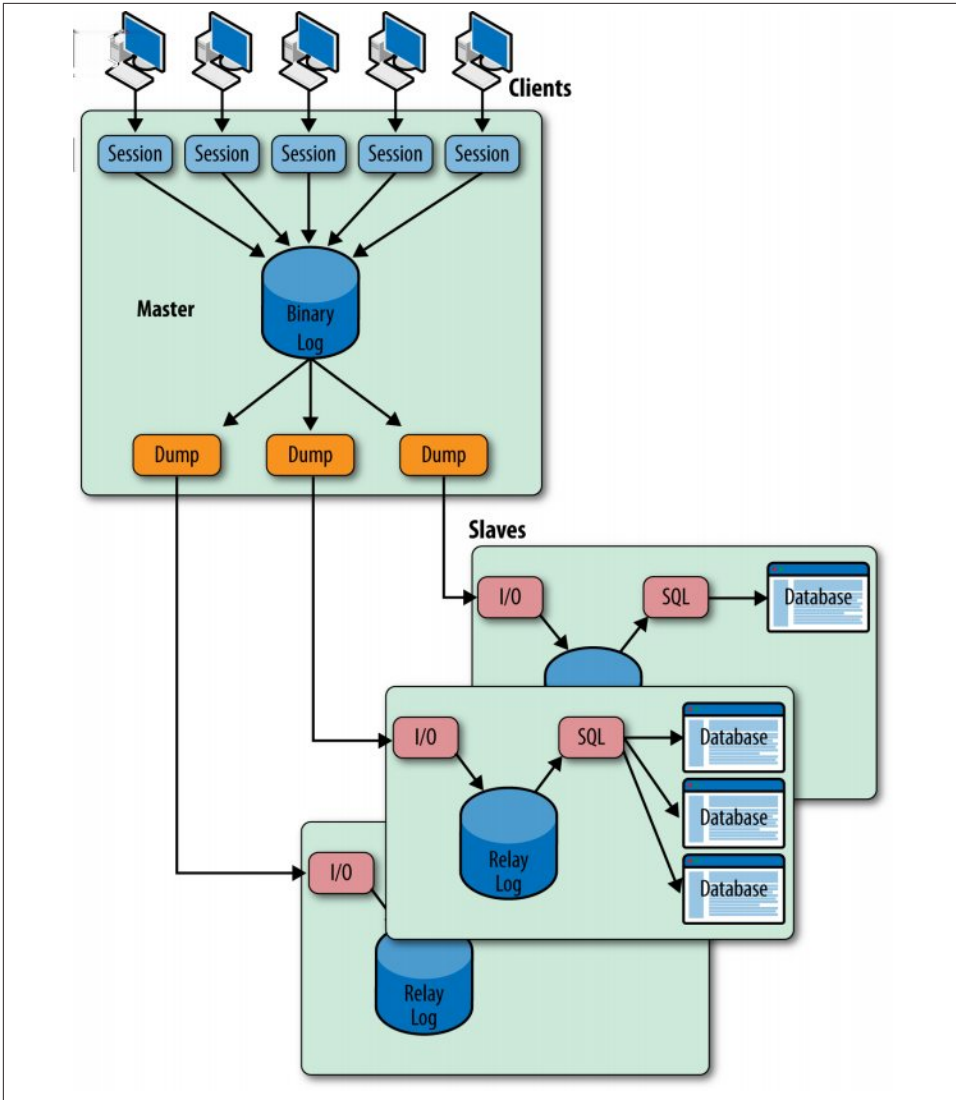 Clients
Session
Session
Session
Session
Session
Master
Binary
Log
Dump
Dump
Dump
Slaves
I/O
SQL
Database
I/O
SQL
Database
Database
Database
Relay
Log
I/O
Relay
Log